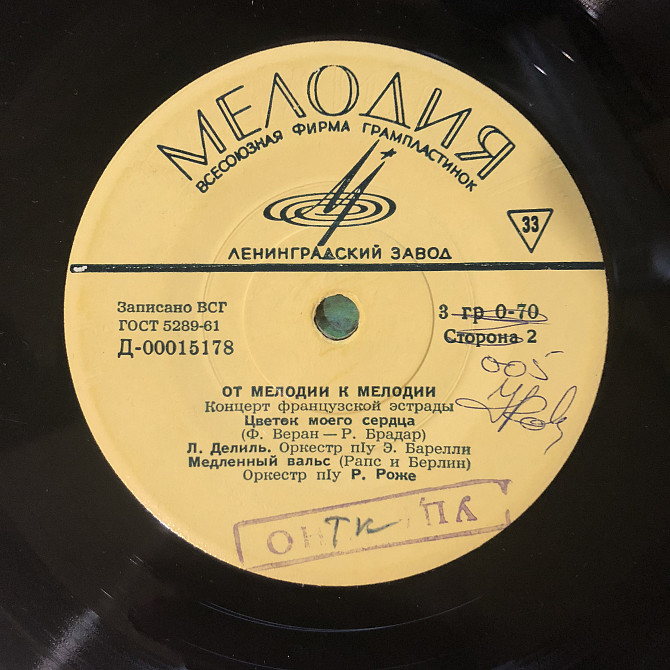 МЕЛОДИЯ
ВСЕСОЮЗНАЯ ФИРМА ГРАМПЛАСТИНОК
33
ЛЕНИНГРАДСКИЙ ЗАВОД
Записано ВСГ
ГОСТ 5289-61
Д-00015178
3 гр 0-70
Сторона 2
005
ОТ МЕЛОДИИ К МЕЛОДИИ
Концерт французской эстрады
Цветок моего сердца
(Ф. Веран — Р. Брадар)
Л. Делиль. Оркестр п/у Э. Барелли
Медленный вальс (Рапс и Берлин)
Оркестр п/у Р. Роже
ТК